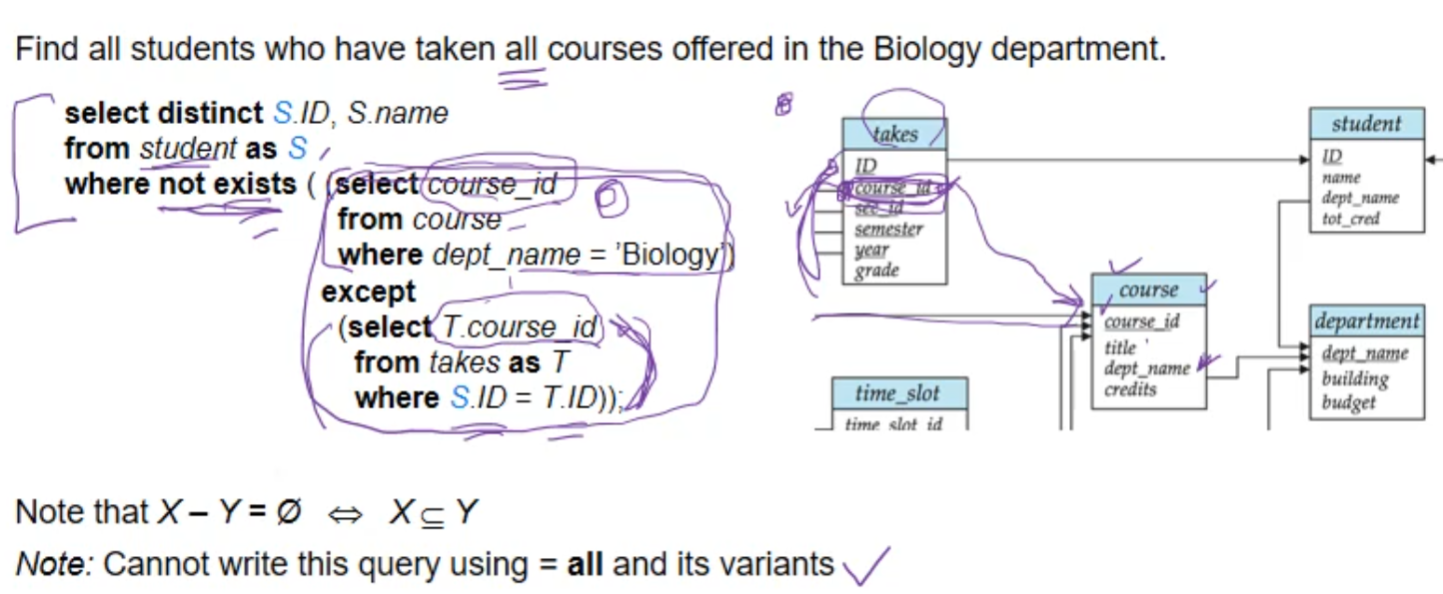 Find all students who have taken all courses offered in the Biology department.
select distinct S.ID, S.name
from student as S
where not exists ( (select course_id
from course
where dept_name = 'Biology')
except
(select T.course_id
from takes as T
where S.ID = T.ID));
takes
ID
course_id
sec_id
semester
year
grade
student
ID
name
dept_name
tot_cred
course
course_id
title
dept_name
credits
department
dept_name
building
budget
time_slot
time_slot_id
Note that X – Y = Ø ⇔ X ⊆ Y
Note: Cannot write this query using = all and its variants